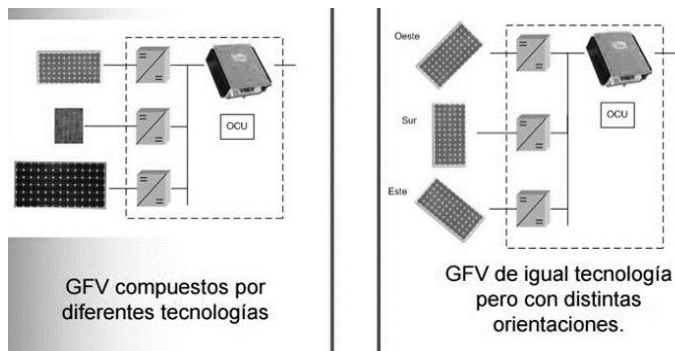 OCU
GFV compuestos por
diferentes tecnologías
Oeste
Sur
Este
OCU
GFV de igual tecnología
pero con distintas
orientaciones.